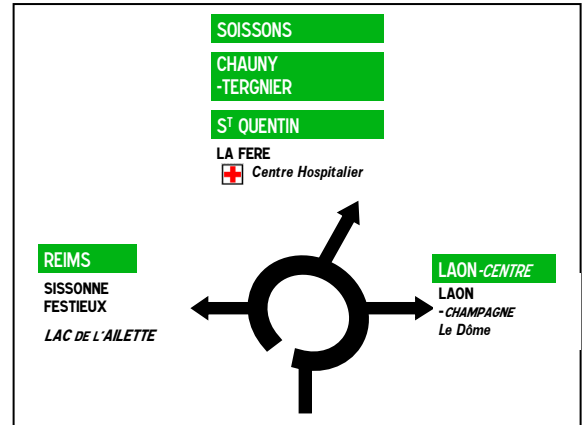 SOISSONS
CHAUNY
-TERGNIER
Sᵀ QUENTIN
LA FERE
Centre Hospitalier
REIMS
SISSONNE
FESTIEUX
LAC DE L'AILETTE
LAON-CENTRE
LAON
-CHAMPAGNE
Le Dôme